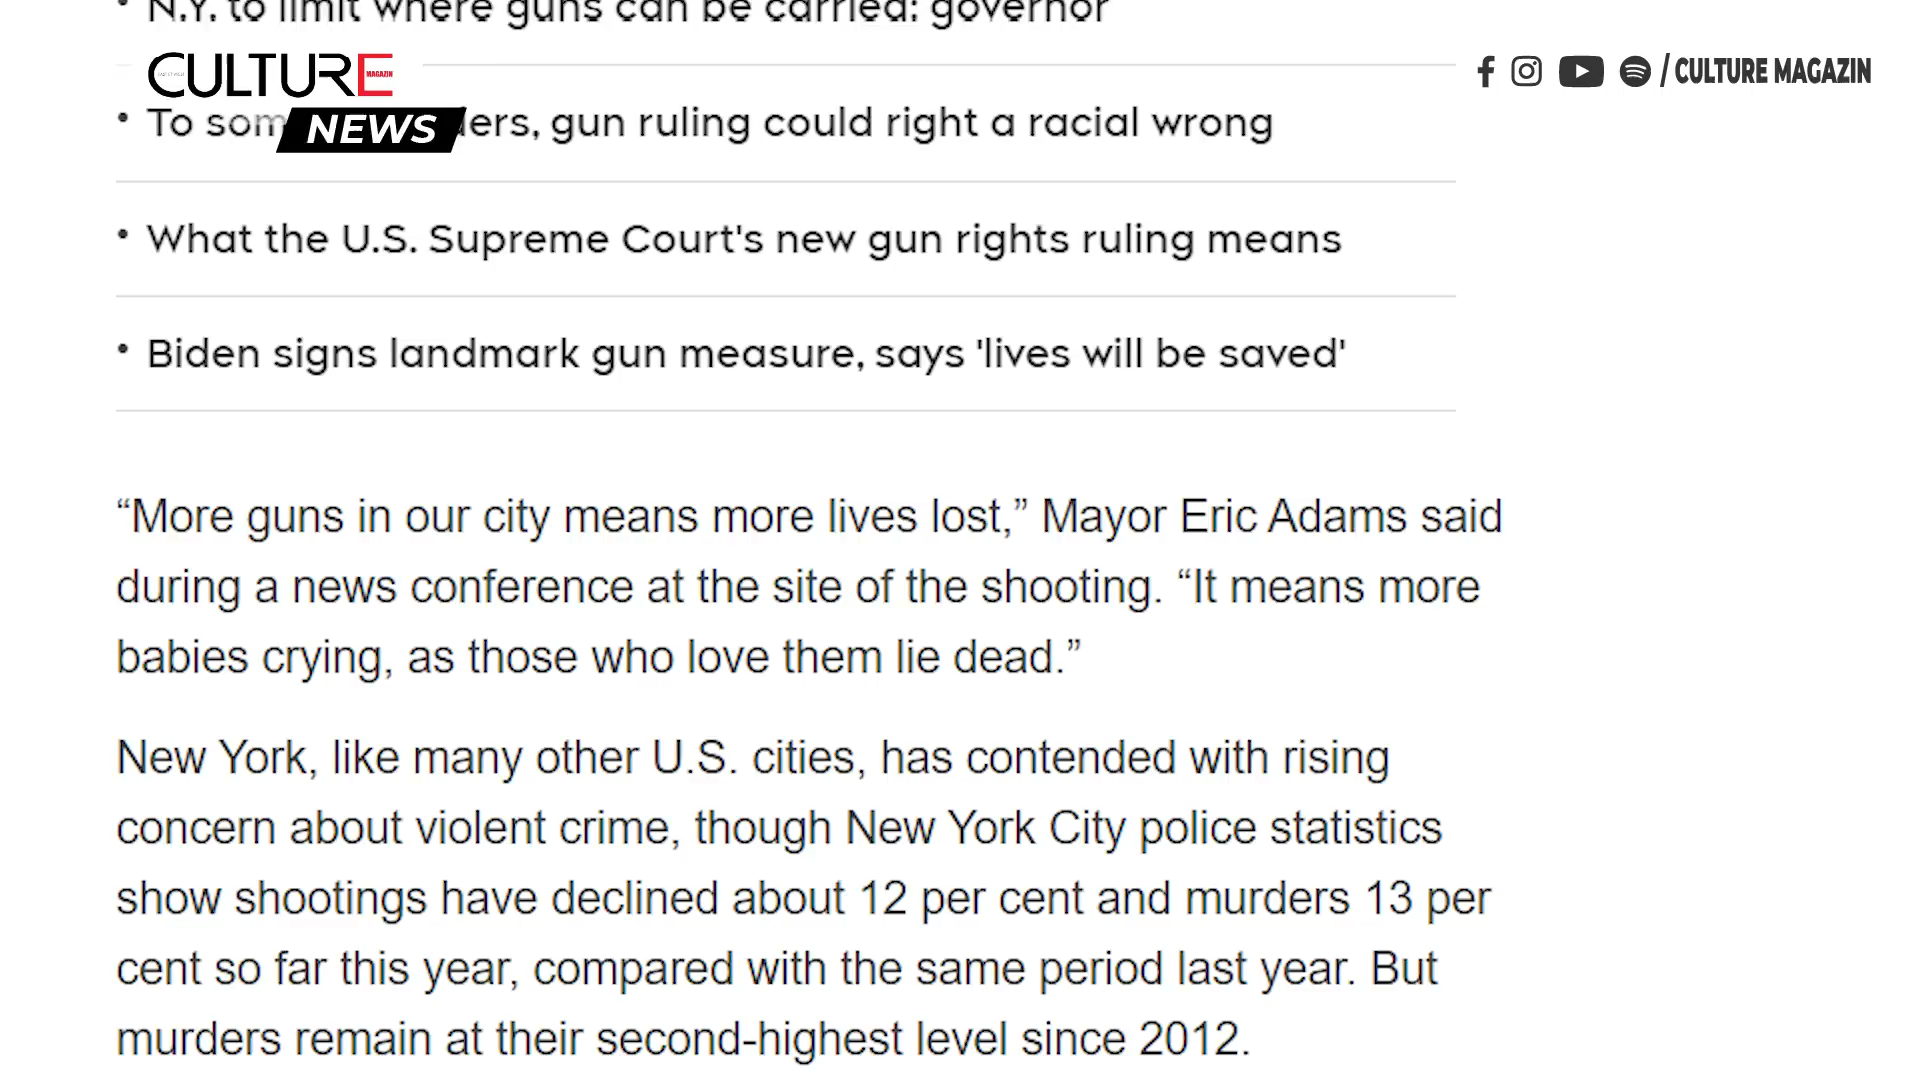 N.Y. to limit where guns can be carried: governor
CULTURE MAGAZIN
/ CULTURE MAGAZIN
NEWS
• To som ders, gun ruling could right a racial wrong
• What the U.S. Supreme Court's new gun rights ruling means
• Biden signs landmark gun measure, says 'lives will be saved'
“More guns in our city means more lives lost,” Mayor Eric Adams said
during a news conference at the site of the shooting. “It means more
babies crying, as those who love them lie dead.”
New York, like many other U.S. cities, has contended with rising
concern about violent crime, though New York City police statistics
show shootings have declined about 12 per cent and murders 13 per
cent so far this year, compared with the same period last year. But
murders remain at their second-highest level since 2012.